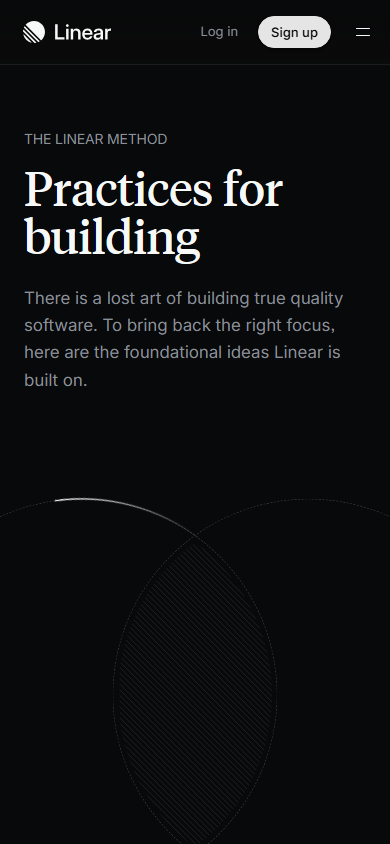 Linear
Log in
Sign up
THE LINEAR METHOD
Practices for
building
There is a lost art of building true quality
software. To bring back the right focus,
here are the foundational ideas Linear is
built on.